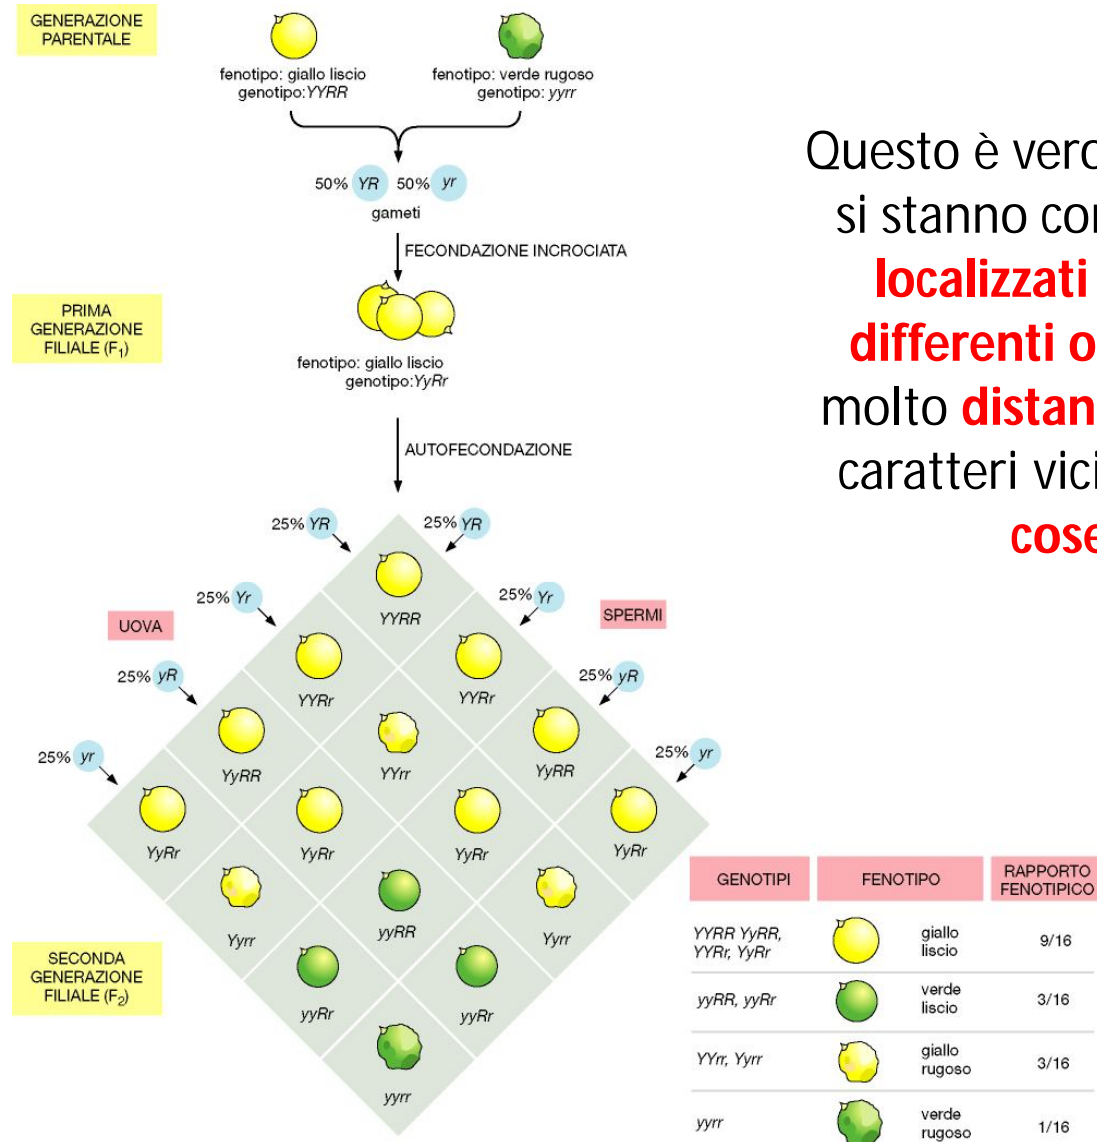 GENERAZIONE
PARENTALE
fenotipo: giallo liscio
genotipo:YYRR
fenotipo: verde rugoso
genotipo: yyrr
50% YR 50% yr
gameti
FECONDAZIONE INCROCIATA
PRIMA
GENERAZIONE
FILIALE (F₁)
fenotipo: giallo liscio
genotipo:YyRr
AUTOFECONDAZIONE
25% YR
25% YR
25% Yr
25% Yr
UOVA
SPERMI
25% yR
25% yR
25% yr
25% yr
YYRR
YYRr
YYRr
YyRR
YYrr
YyRR
YyRr
YyRr
YyRr
YyRr
Yyrr
yyRR
Yyrr
yyRr
yyRr
yyrr
SECONDA
GENERAZIONE
FILIALE (F₂)
Questo è
si stanno
localizzati
differenti o
molto
caratteri
GENOTIPI
FENOTIPO
RAPPORTO
FENOTIPICO
YYRR YyRR,
YYRr, YyRr
giallo
liscio
9/16
yyRR, yyRr
verde
liscio
3/16
YYrr, Yyrr
giallo
rugoso
3/16
yyrr
verde
rugoso
1/16